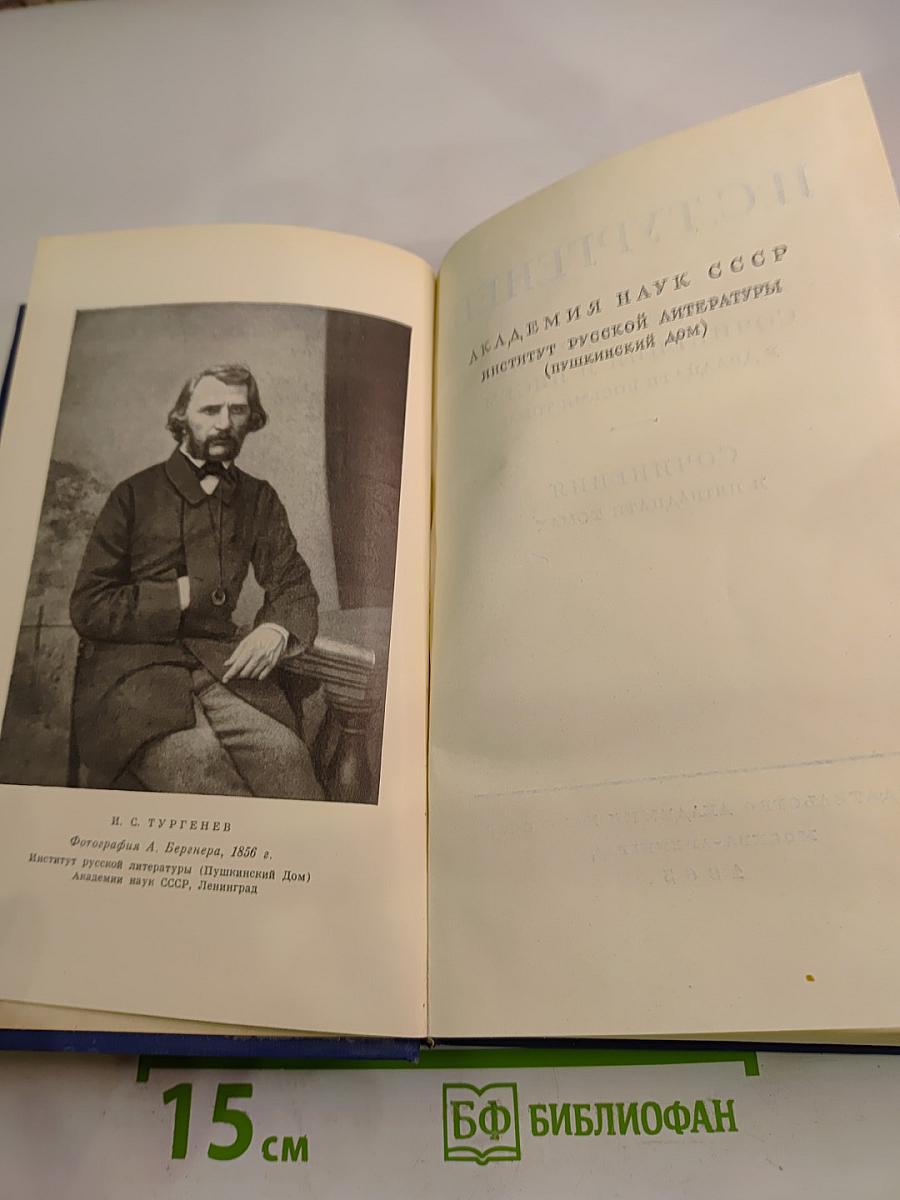 И. С. ТУРГЕНЕВ
Фотография А. Бергнера, 1856 г.
Институт русской литературы (Пушкинский Дом)
Академии наук СССР, Ленинград
АКАДЕМИЯ НАУК СССР
ИНСТИТУТ РУССКОЙ ЛИТЕРАТУРЫ
(ПУШКИНСКИЙ ДОМ)
15 см
БФ БИБЛИОФАН